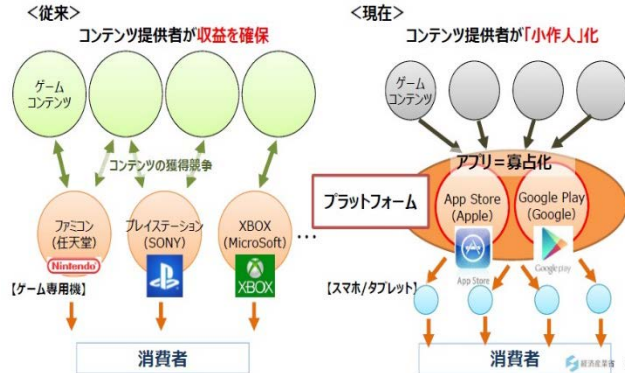 <従来>
コンテンツ提供者が収益を確保
ゲーム
コンテンツ
コンテンツの獲得競争
ファミコン
(任天堂)
プレイステーション
(SONY)
XBOX
(MicroSoft)
…
Nintendo
XBOX
【ゲーム専用機】
消費者
<現在>
コンテンツ提供者が「小作人」化
ゲーム
コンテンツ
アプリ=寡占化
プラットフォーム
App Store
(Apple)
Google Play
(Google)
App Store
Google play
【スマホ/タブレット】
消費者
経済産業省